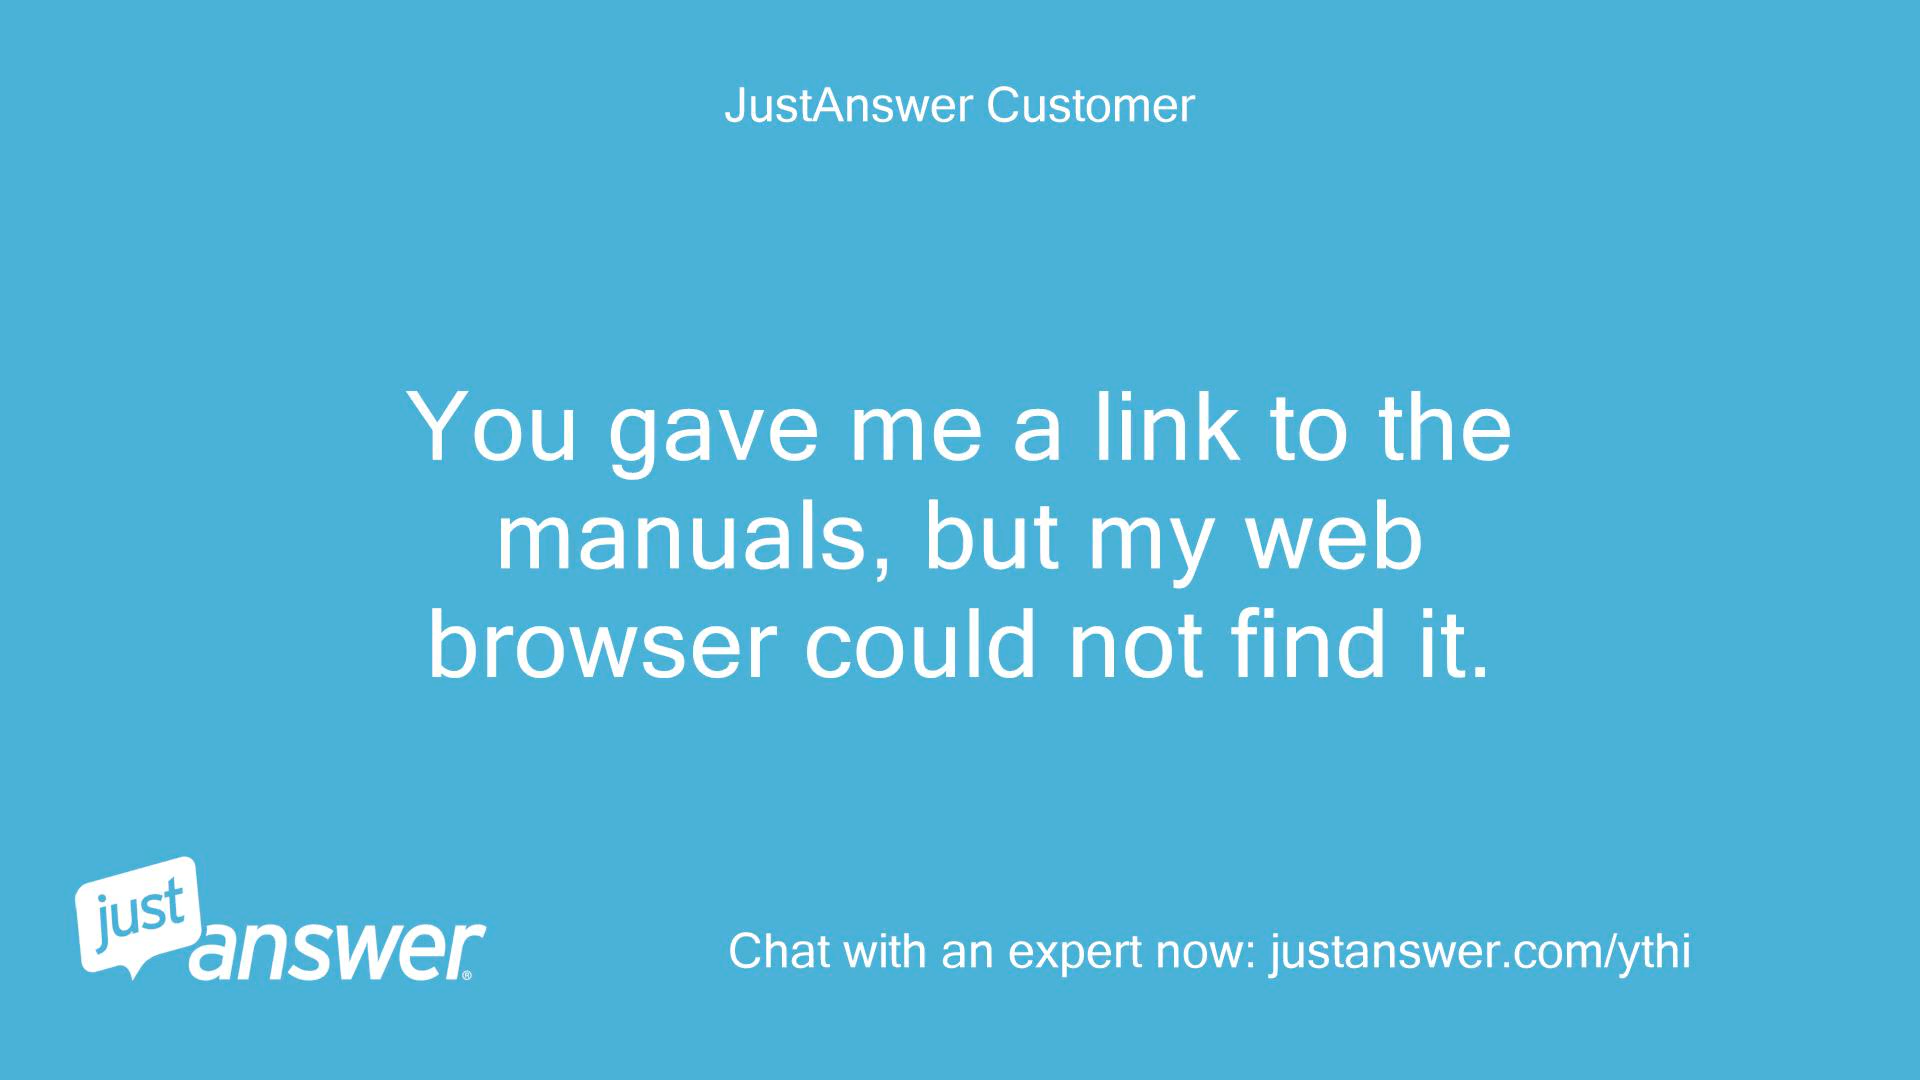 JustAnswer Customer
You gave me a link to the
manuals, but my web
browser could not find it.
just
answer®
Chat with an expert now: justanswer.com/ythi